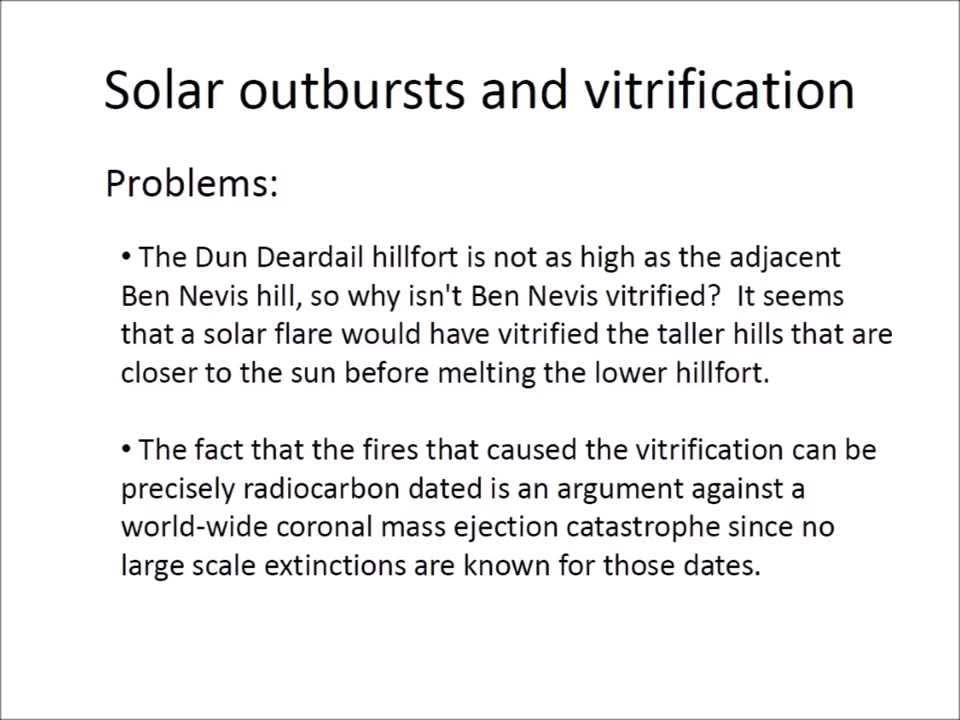 Solar outbursts and vitrification
Problems:
• The Dun Deardail hillfort is not as high as the adjacent
Ben Nevis hill, so why isn't Ben Nevis vitrified?  It seems
that a solar flare would have vitrified the taller hills that are
closer to the sun before melting the lower hillfort.
• The fact that the fires that caused the vitrification can be
precisely radiocarbon dated is an argument against a
world-wide coronal mass ejection catastrophe since no
large scale extinctions are known for those dates.